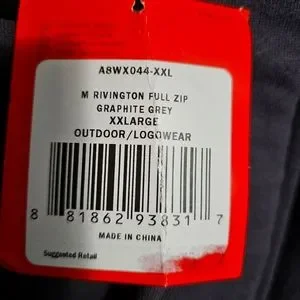 A8WX044-XXL
M RIVINGTON FULL ZIP
GRAPHITE GREY
XXLARGE
OUTDOOR/LOGOWEAR
8 81862 93831 7
MADE IN CHINA
Suggested Retail